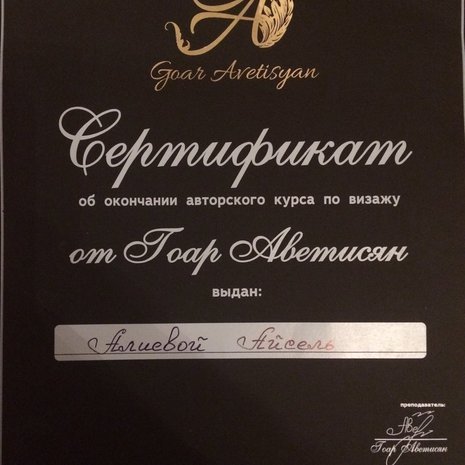 Goar Avetisyan
Сертификат
об окончании авторского курса по визажу
от Гоар Аветисян
выдан:
Алиевой Айсель
преподаватель:
Гоар Аветисян